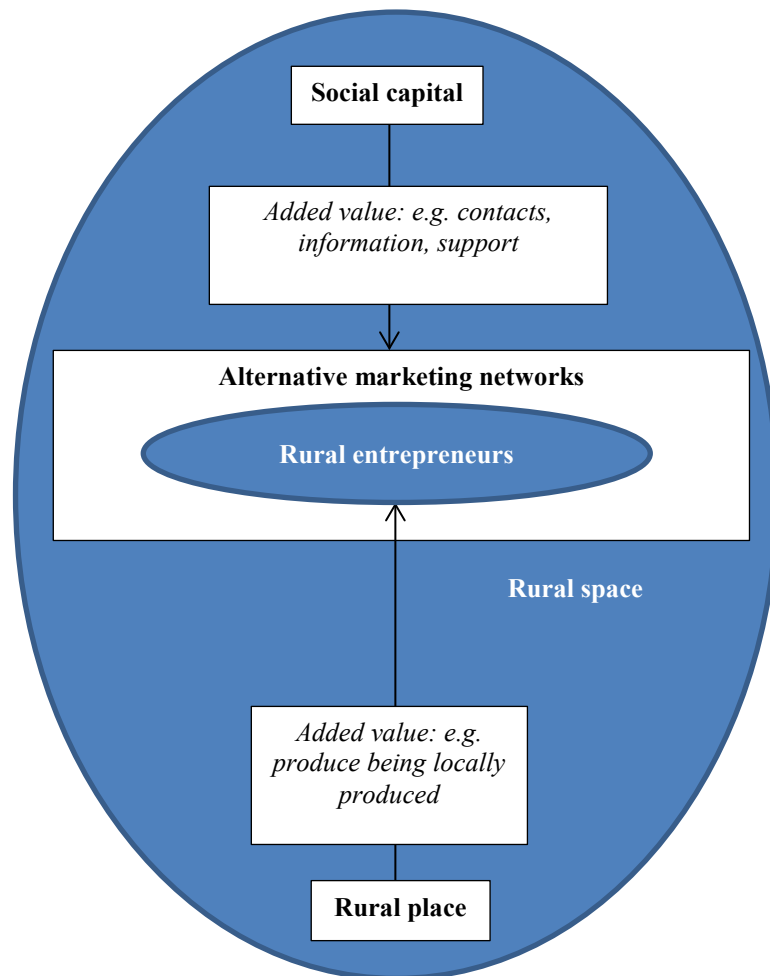 Social capital
Added value: e.g. contacts,
information, support
Alternative marketing networks
Rural entrepreneurs
Rural space
Added value: e.g.
produce being locally
produced
Rural place